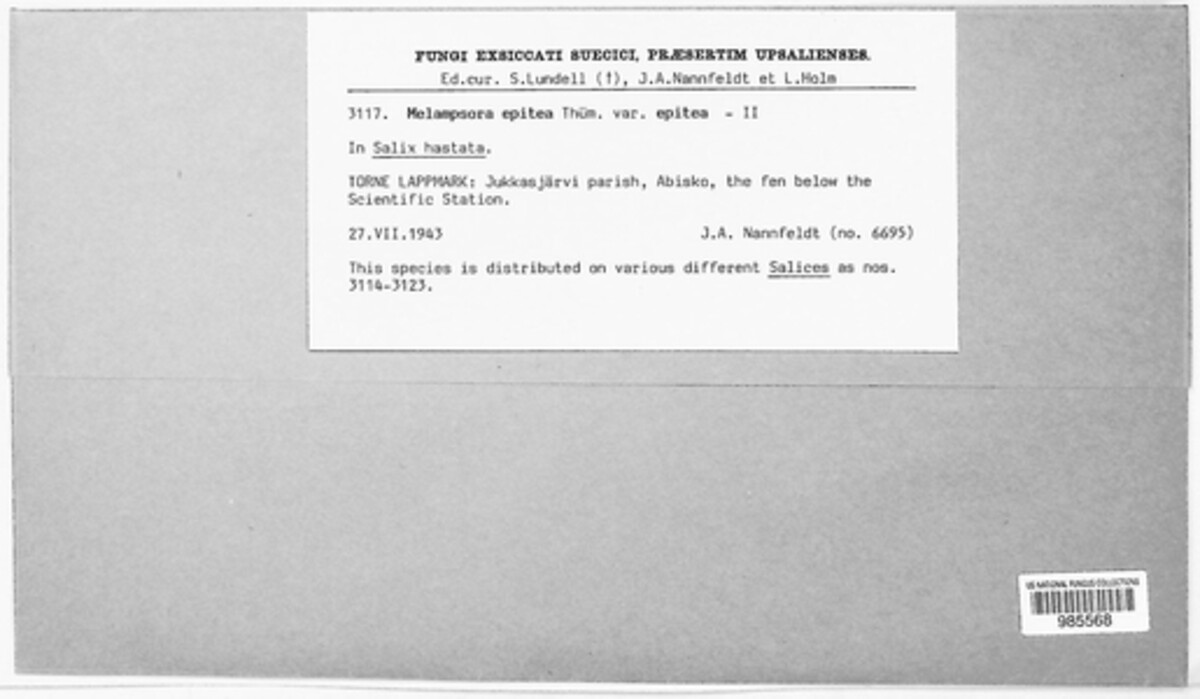 FUNGI EXSICCATI SUECICI, PRÆSERTIM UPSALIENSES.
Ed.cur. S.Lundell (†), J.A.Nannfeldt et L.Holm
3117. Melampsora epitea Thüm. var. epitea - II
In Salix hastata.
TORNE LAPPMARK: Jukkasjärvi parish, Abisko, the fen below the
Scientific Station.
27.VII.1943 J.A. Nannfeldt (no. 6695)
This species is distributed on various different Salices as nos.
3114-3123.
US NATIONAL FUNGUS COLLECTIONS
985568